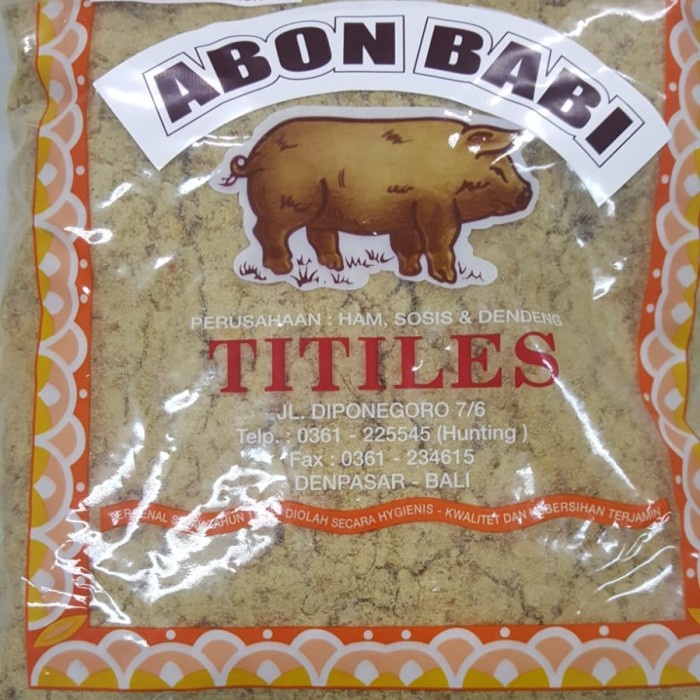 ABON BABI
PERUSAHAAN : HAM, SOSIS & DENDENG
TITILES
JL. DIPONEGORO 7/6
Telp. : 0361 - 225545 (Hunting )
Fax : 0361 - 234615
DENPASAR - BALI
DIOLAH SECARA HYGIENIS - KWALITET DAN KEBERSIHAN TERJAMIN